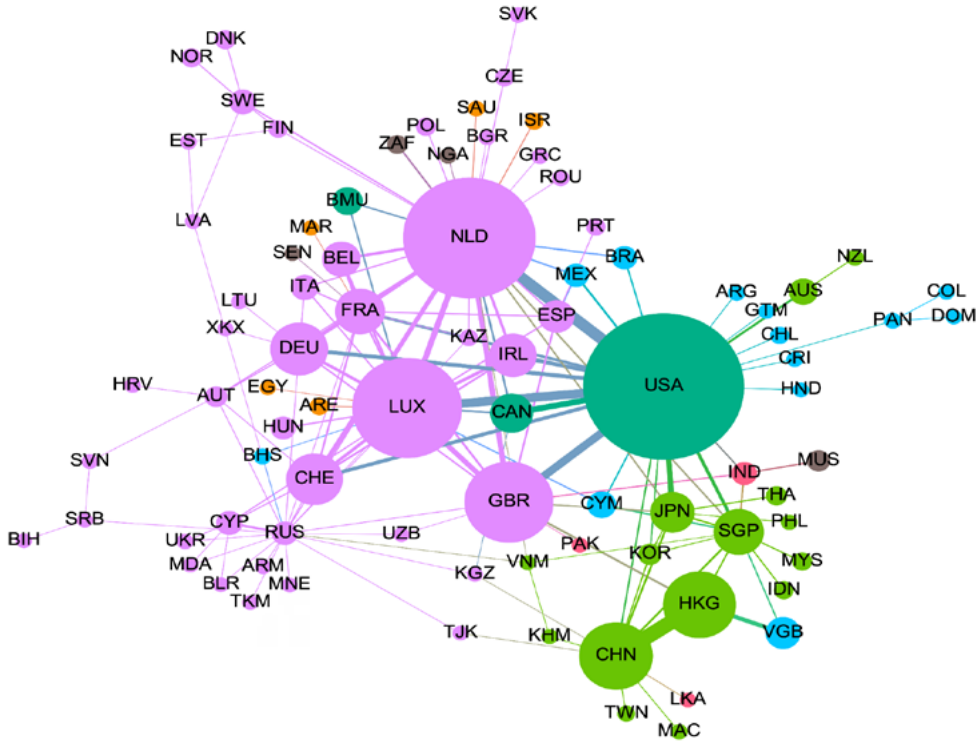 SVK
DNK
NOR
CZE
SWE
SAU
ISR
FIN
POL
BGR
EST
ZAF
NGA
GRC
ROU
BMU
LVA
MAR
NLD
PRT
SEN
BEL
BRA
NZL
MEX
ITA
AUS
ARG
COL
LTU
FRA
ESP
GTM
PAN
DOM
XKX
KAZ
CHL
DEU
IRL
CRI
HRV
EGY
USA
HND
AUT
ARE
LUX
CAN
HUN
BHS
SVN
IND
MUS
CHE
GBR
CYM
THA
SRB
CYP
JPN
PHL
BIH
UKR
RUS
UZB
PAK
SGP
MDA
ARM
VNM
KOR
MYS
BLR
MNE
KGZ
IDN
TKM
HKG
TJK
KHM
VGB
CHN
LKA
TWN
MAC